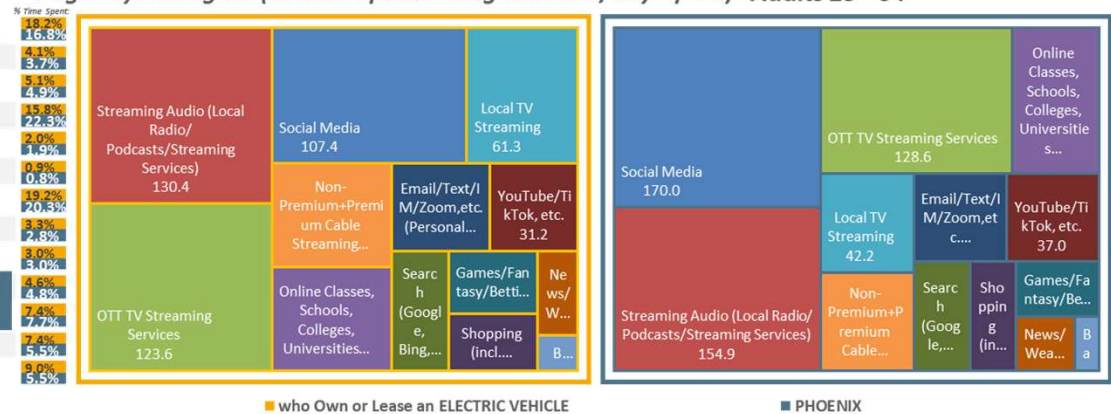 % Time Spent:
18.2%
16.8%
4.1%
3.7%
5.1%
4.9%
15.8%
22.3%
2.0%
1.9%
0.9%
0.8%
19.2%
20.3%
3.3%
2.8%
3.0%
3.0%
4.6%
4.8%
7.4%
7.7%
7.4%
5.5%
9.0%
5.5%
Streaming Audio (Local
Radio/
Podcasts/Streaming
Services)
130.4
Social Media
107.4
Local TV
Streaming
61.3
Non-
Premium+Premi
um Cable
Streaming...
Email/Text/I
M/Zoom,etc.
(Personal...
YouTube/Ti
kTok, etc.
31.2
OTT TV Streaming
Services
123.6
Online Classes,
Schools,
Colleges,
Universities...
Searc
h
(Googl
e,
Bing,...
Games/Fan
tasy/Betti...
Shopping
(incl....
Ne
ws/
W...
B...
Social Media
170.0
OTT TV Streaming Services
128.6
Online
Classes,
Schools,
Colleges,
Universitie
s...
Streaming Audio (Local Radio/
Podcasts/Streaming Services)
154.9
Local TV
Streaming
42.2
Email/Text/I
M/Zoom,et
c....
YouTube/Ti
kTok, etc.
37.0
Non-
Premium+P
remium
Cable...
Searc
h
(Goog
le,...
Sho
ppin
g
(in...
Games/Fa
ntasy/Be...
News/
Wea...
B
a
who Own or Lease an ELECTRIC VEHICLE
PHOENIX